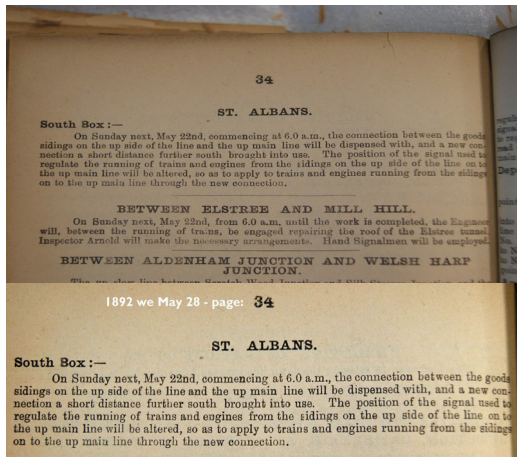 34
ST. ALBANS.
South Box :—
On Sunday next, May 22nd, commencing at 6.0 a.m., the connection between the goods
sidings on the up side of the line and the up main line will be dispensed with, and a new con-
nection a short distance further south brought into use. The position of the signal used to
regulate the running of trains and engines from the sidings on the up side of the line on to
the up main line will be altered, so as to apply to trains and engines running from the sidings
on to the up main line through the new connection.
BETWEEN ELSTREE AND MILL HILL.
On Sunday next, May 22nd, from 6.0 a.m. until the work is completed, the Engineer
will, between the running of trains, be engaged repairing the roof of the Elstree tunnel.
Inspector Arnold will make the necessary arrangements. Hand Signalmen will be employed.
BETWEEN ALDENHAM JUNCTION AND WELSH HARP
JUNCTION.
1892 we May 28 - page: 34
ST. ALBANS.
South Box :—
On Sunday next, May 22nd, commencing at 6.0 a.m., the connection between the goods
sidings on the up side of the line and the up main line will be dispensed with, and a new con-
nection a short distance further south brought into use. The position of the signal used to
regulate the running of trains and engines from the sidings on the up side of the line on to
the up main line will be altered, so as to apply to trains and engines running from the sidings
on to the up main line through the new connection.